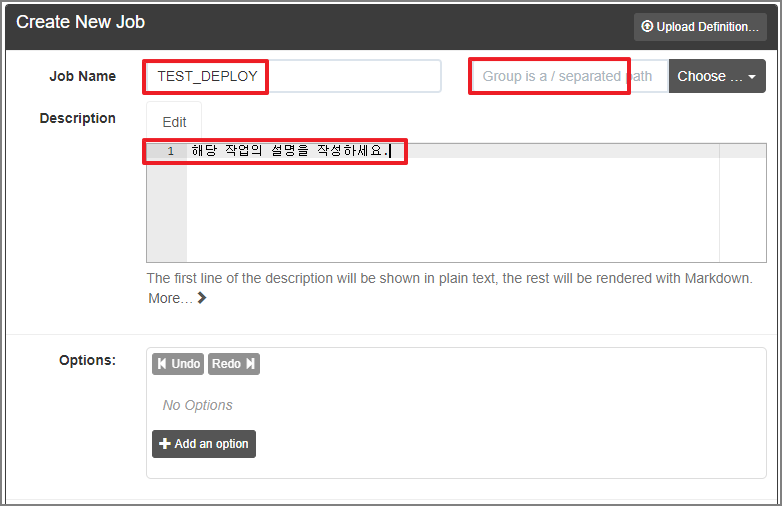 Create New Job
Upload Definition...
Job Name
TEST_DEPLOY
Group is a / separated path
Choose ...
Description
Edit
1 해당 작업의 설명을 작성하세요.
The first line of the description will be shown in plain text, the rest will be rendered with Markdown.
More...
Options:
Undo
Redo
No Options
Add an option